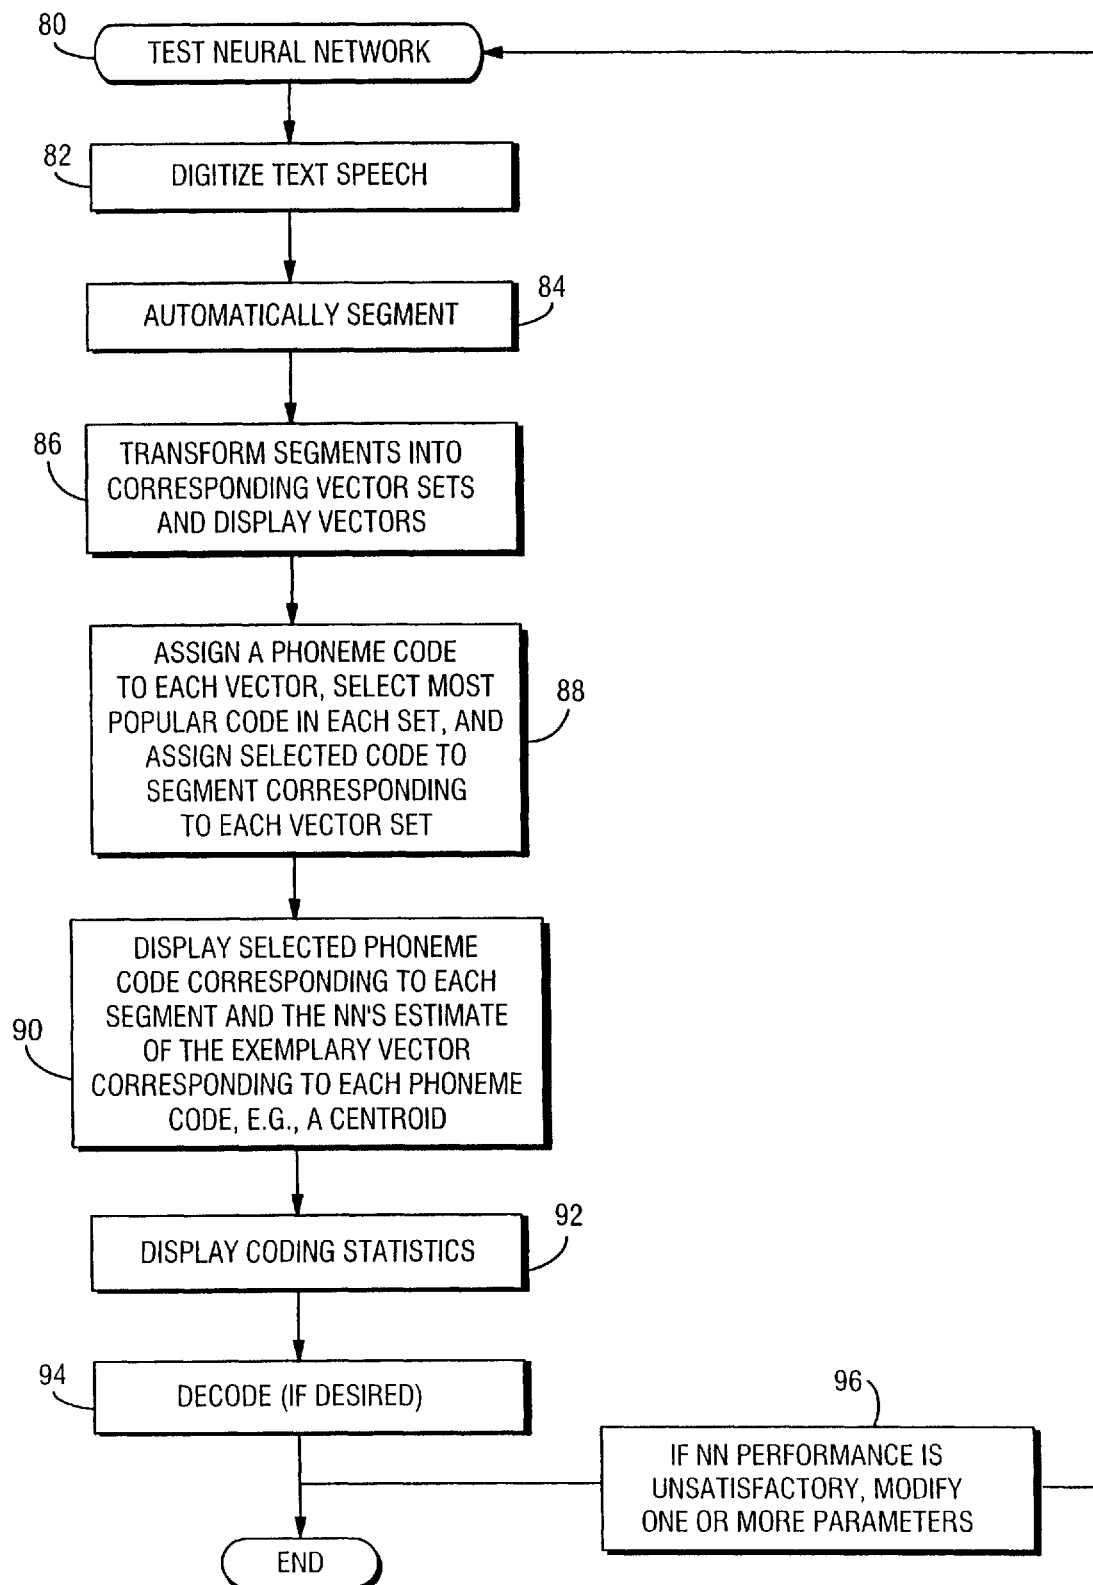 80
TEST NEURAL NETWORK
82
DIGITIZE TEXT SPEECH
84
AUTOMATICALLY SEGMENT
86
TRANSFORM SEGMENTS INTO
CORRESPONDING VECTOR SETS
AND DISPLAY VECTORS
88
ASSIGN A PHONEME CODE
TO EACH VECTOR, SELECT MOST
POPULAR CODE IN EACH SET, AND
ASSIGN SELECTED CODE TO
SEGMENT CORRESPONDING
TO EACH VECTOR SET
90
DISPLAY SELECTED PHONEME
CODE CORRESPONDING TO EACH
SEGMENT AND THE NN'S ESTIMATE
OF THE EXEMPLARY VECTOR
CORRESPONDING TO EACH PHONEME
CODE, E.G., A CENTROID
92
DISPLAY CODING STATISTICS
94
DECODE (IF DESIRED)
96
IF NN PERFORMANCE IS
UNSATISFACTORY, MODIFY
ONE OR MORE PARAMETERS
END